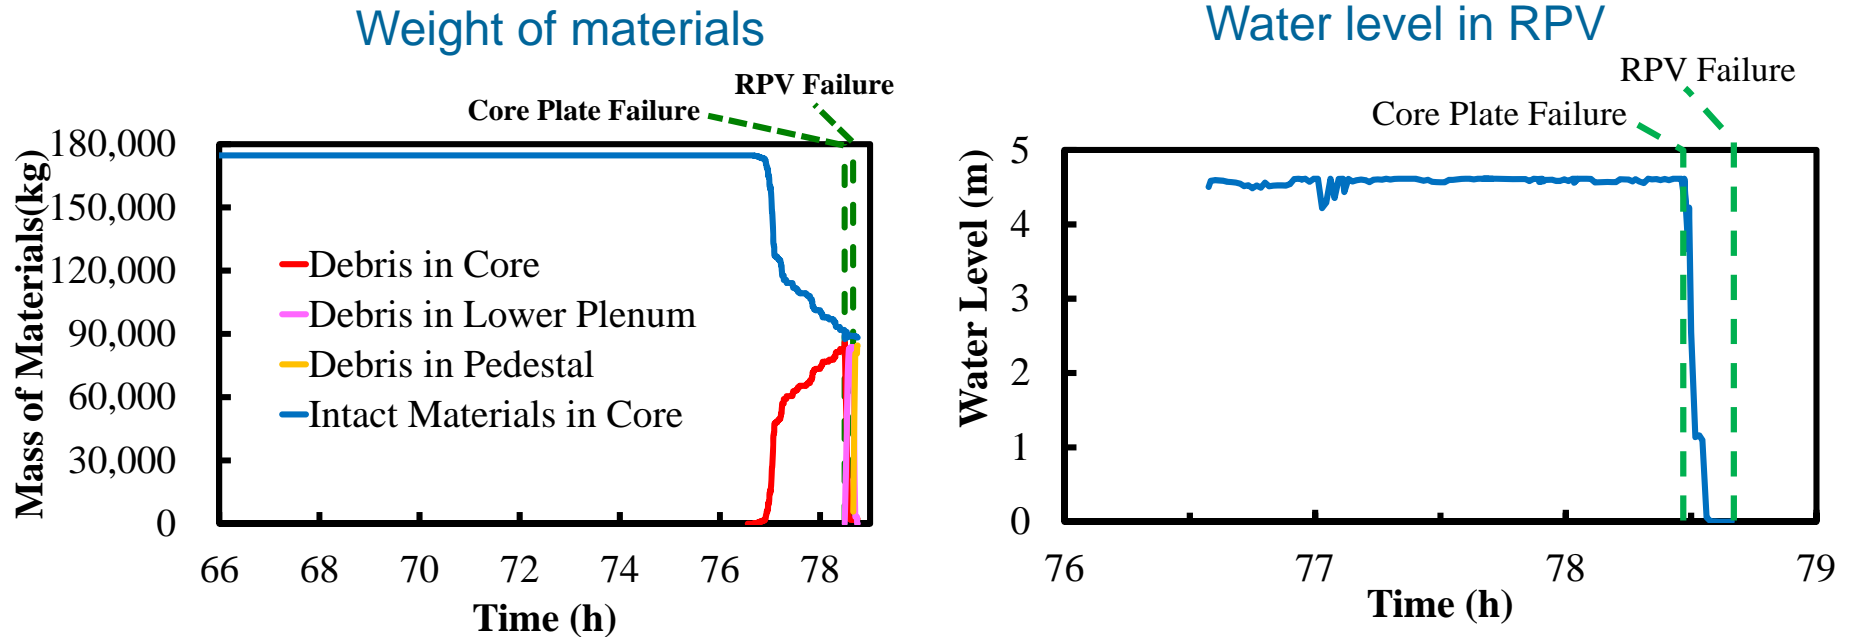 Weight of materials
RPV Failure
Core Plate Failure
Mass of Materials(kg)
180,000
150,000
120,000
90,000
60,000
30,000
0
Debris in Core
Debris in Lower Plenum
Debris in Pedestal
Intact Materials in Core
66 68 70 72 74 76 78
Time (h)
Water level in RPV
RPV Failure
Core Plate Failure
Water Level (m)
5
4
3
2
1
0
76 77 78 79
Time (h)